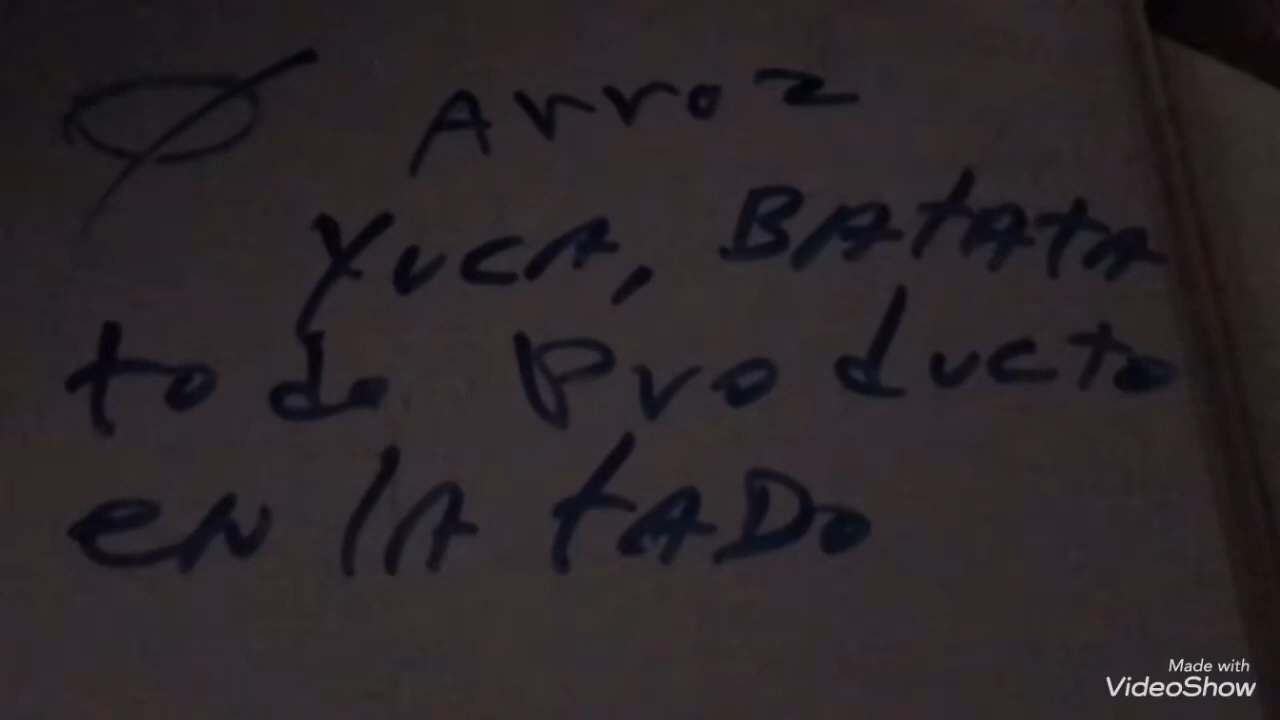 Ø Arroz
YucA, BAtAtA
todo Producto
enlAtADo
Made with
VideoShow